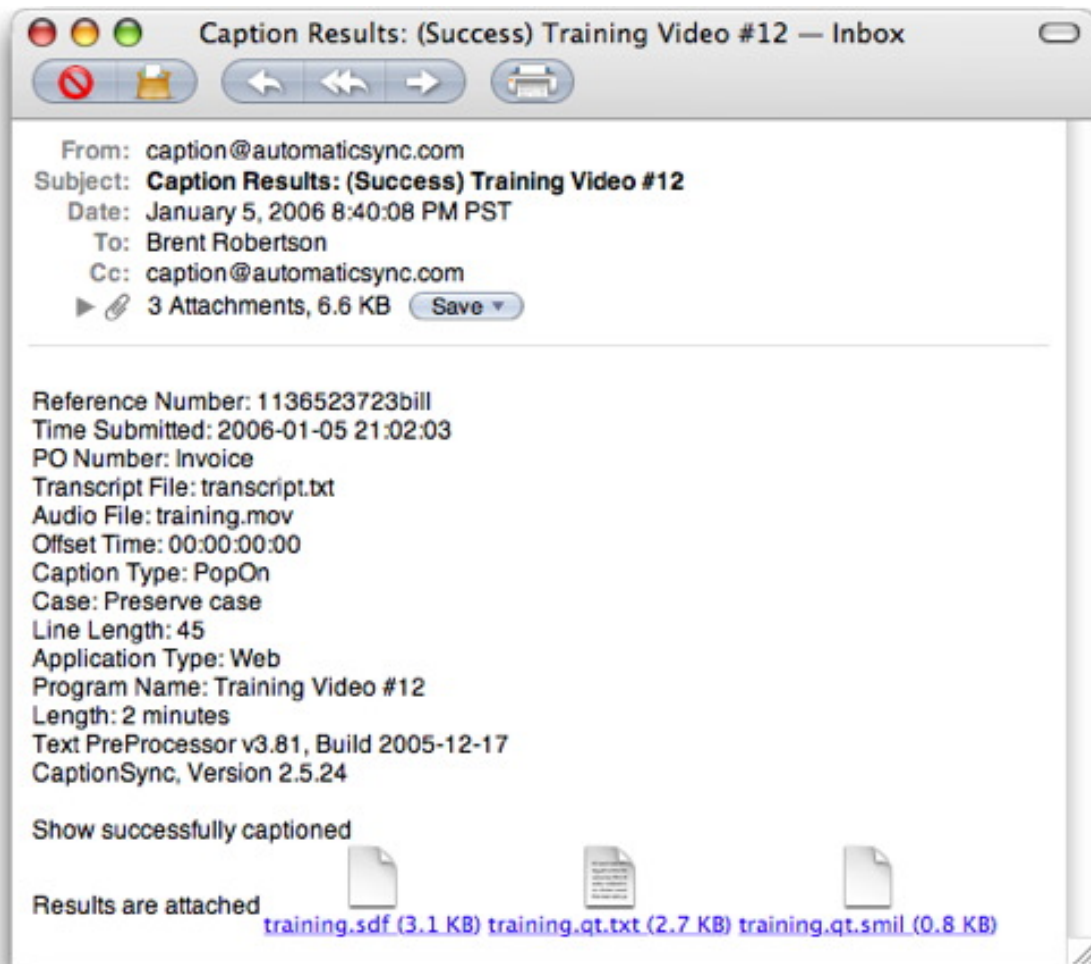 Caption Results: (Success) Training Video #12 — Inbox
From: caption@automaticsync.com
Subject: Caption Results: (Success) Training Video #12
Date: January 5, 2006 8:40:08 PM PST
To: Brent Robertson
Cc: caption@automaticsync.com
3 Attachments, 6.6 KB Save
Reference Number: 1136523723bill
Time Submitted: 2006-01-05 21:02:03
PO Number: Invoice
Transcript File: transcript.txt
Audio File: training.mov
Offset Time: 00:00:00:00
Caption Type: PopOn
Case: Preserve case
Line Length: 45
Application Type: Web
Program Name: Training Video #12
Length: 2 minutes
Text PreProcessor v3.81, Build 2005-12-17
CaptionSync, Version 2.5.24
Show successfully captioned
Results are attached
training.sdf (3.1 KB) training.qt.txt (2.7 KB) training.qt.smil (0.8 KB)